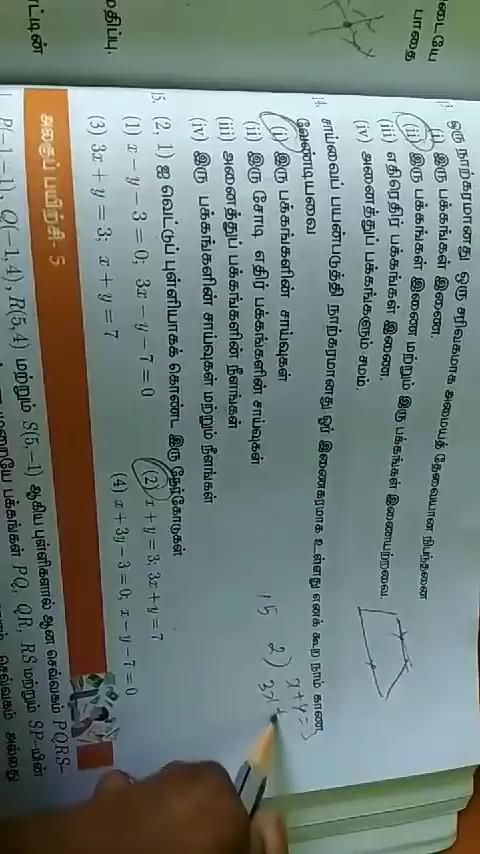 டையே
பாதை
மதிப்பு,
ட்டின்
ஒரு நாற்கரமானது ஒரு சரிவகமாக அமையத் தேவையான நிபந்தனை
(i) இரு பக்கங்கள் இணை.
(ii) இரு பக்கங்கள் இணை மற்றும் இரு பக்கங்கள் இணையற்றவை
(iii) எதிரெதிர் பக்கங்கள் இணை.
(iv) அனைத்துப் பக்கங்களும் சமம்.
14. சாய்வைப் பயன்படுத்தி நாற்கரமானது ஓர் இணைகரமாக உள்ளது எனக் கூற நாம் காண
வேண்டியவை
(i) இரு பக்கங்களின் சாய்வுகள்
(ii) இரு சோடி எதிர் பக்கங்களின் சாய்வுகள்
(iii) அனைத்துப் பக்கங்களின் நீளங்கள்
(iv) இரு பக்கங்களின் சாய்வுகள் மற்றும் நீளங்கள்
15. (2, 1) ஐ வெட்டுப் புள்ளியாகக் கொண்ட இரு நேர்கோடுகள்
(1) x − y − 3 = 0; 3x − y − 7 = 0
(2) x + y = 3; 3x + y = 7
(3) 3x + y = 3; x + y = 7
(4) x + 3y − 3 = 0; x − y − 7 = 0
15 2) x+y=3
3x+
அலகுப் பயிற்சி- 5
P(−1,−1), Q(−1, 4), R(5, 4) மற்றும் S(5,−1) ஆகிய புள்ளிகளால் ஆன செவ்வகம் PQRS-
முறையே பக்கங்கள் PQ, QR, RS மற்றும் SP-யின்
செவ்வகம் அல்லது